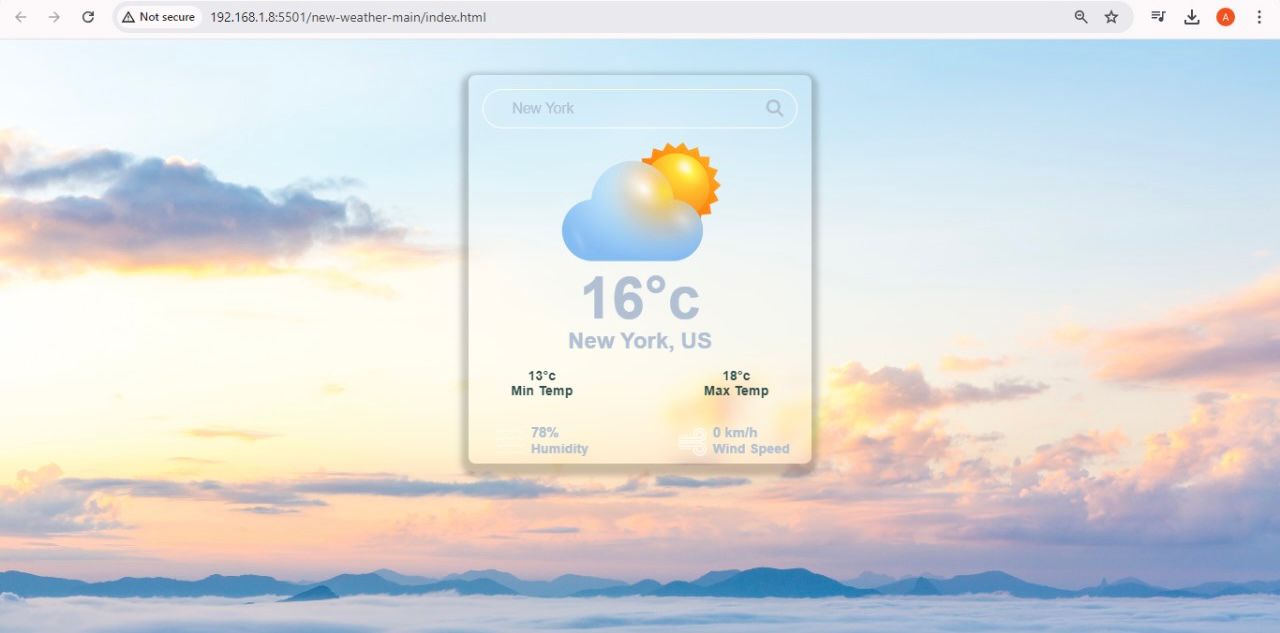 Not secure
192.168.1.8:5501/new-weather-main/index.html
A
New York
16°c
New York, US
13°c
Min Temp
18°c
Max Temp
78%
Humidity
0 km/h
Wind Speed